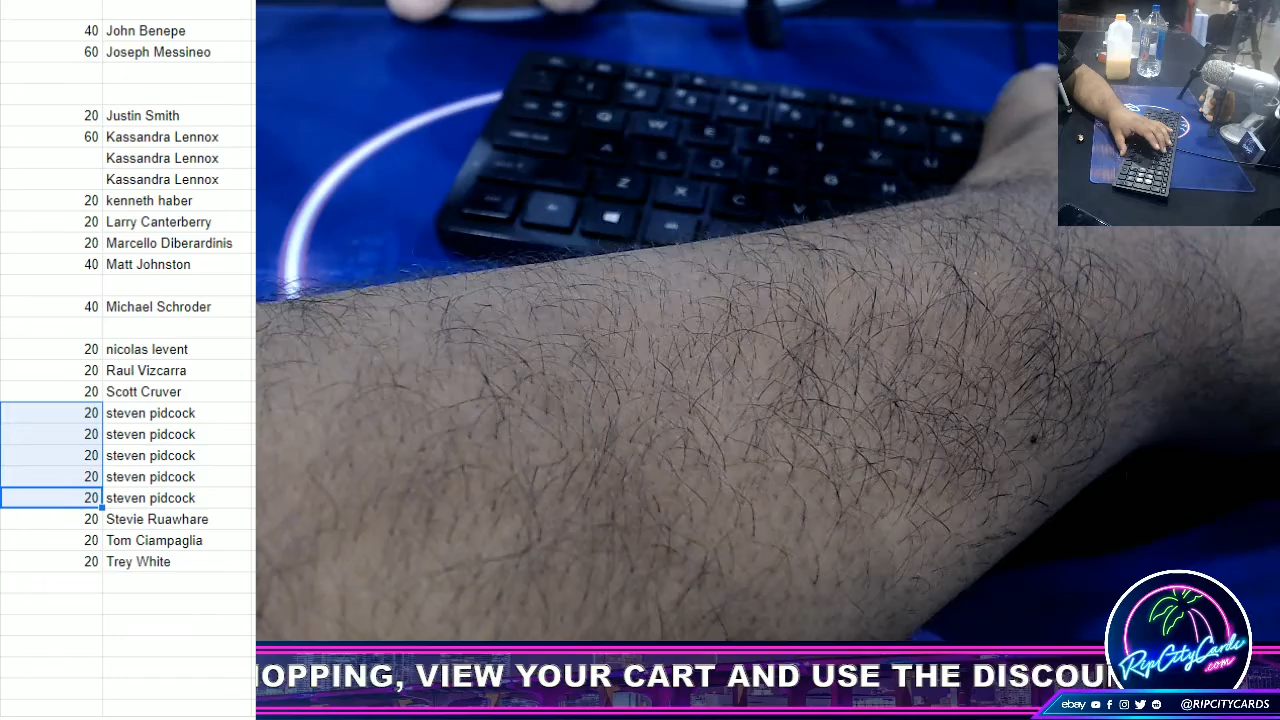 40 John Benepe
60 Joseph Messineo
20 Justin Smith
60 Kassandra Lennox
Kassandra Lennox
Kassandra Lennox
20 kenneth haber
20 Larry Canterberry
20 Marcello Diberardinis
40 Matt Johnston
40 Michael Schroder
20 nicolas levent
20 Raul Vizcarra
20 Scott Cruver
20 steven pidcock
20 steven pidcock
20 steven pidcock
20 steven pidcock
20 steven pidcock
20 Stevie Ruawhare
20 Tom Ciampaglia
20 Trey White
Q W E R
A S D F G H
Z X C V
HOPPING, VIEW YOUR CART AND USE THE DISCOU
RipCityCards
.com
ebay @RIPCITYCARDS